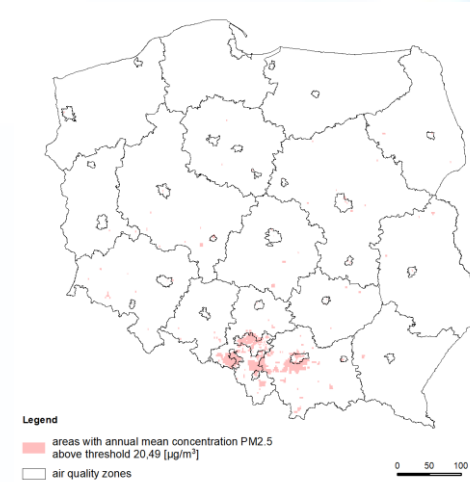 Legend
areas with annual mean concentration PM2.5
above threshold 20,49 [µg/m³]
air quality zones
0 50 100